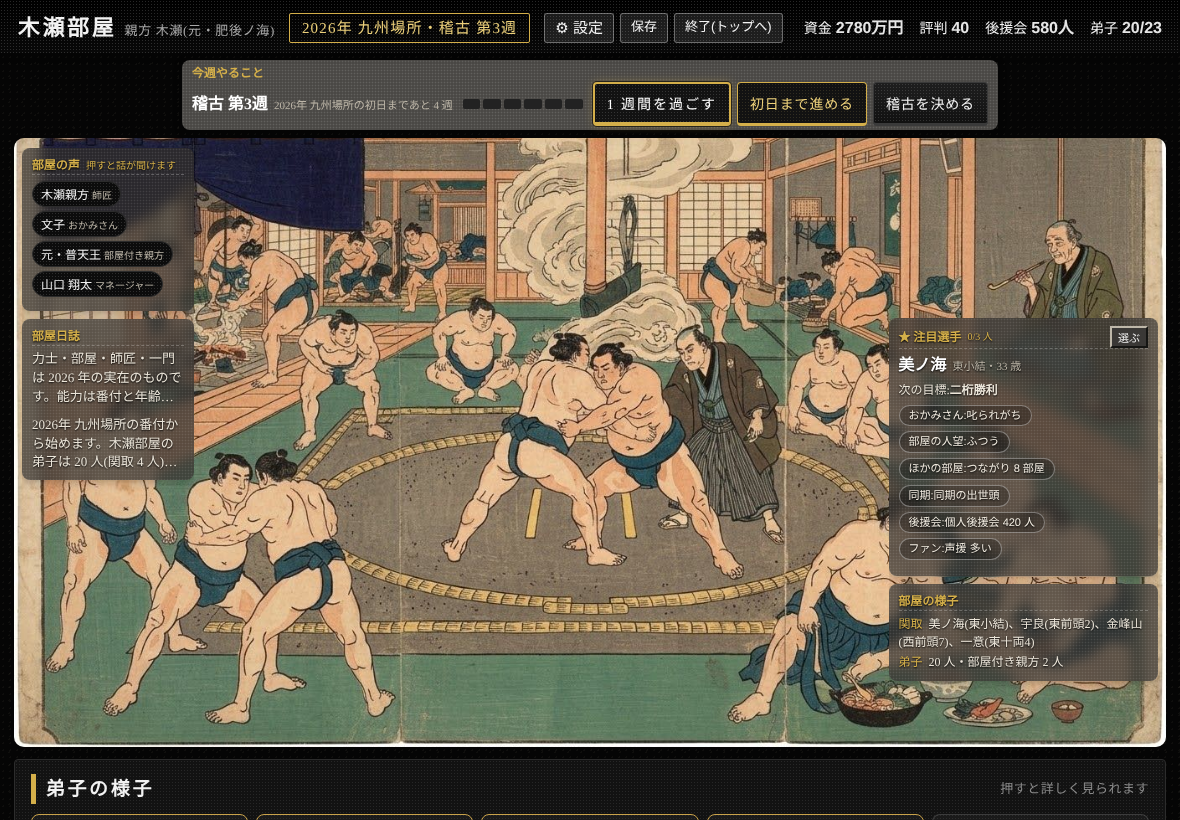 木瀬部屋 親方 木瀬(元・肥後ノ海) 2026年 九州場所・稽古 第3週 ⚙ 設定 保存 終了(トップへ) 資金 2780万円 評判 40 後援会 580人 弟子 20/23
今週やること
稽古 第3週 2026年 九州場所の初日まであと 4 週 1 週間を過ごす 初日まで進める 稽古を決める
部屋の声 押すと話が聞けます
木瀬親方 師匠
文子 おかみさん
元・普天王 部屋付き親方
山口 翔太 マネージャー
部屋日誌
力士・部屋・師匠・一門
は 2026 年の実在のもので
す。能力は番付と年齢…
2026年 九州場所の番付か
ら始めます。木瀬部屋の
弟子は 20 人(関取 4 人)…
★ 注目選手 0/3 人 選ぶ
美ノ海 東小結・33 歳
次の目標:二桁勝利
おかみさん:叱られがち
部屋の人望:ふつう
ほかの部屋:つながり 8 部屋
同期:同期の出世頭
後援会:個人後援会 420 人
ファン:声援 多い
部屋の様子
関取 美ノ海(東小結)、宇良(東前頭2)、金峰山
(西前頭7)、一意(東十両4)
弟子 20 人・部屋付き親方 2 人
弟子の様子 押すと詳しく見られます